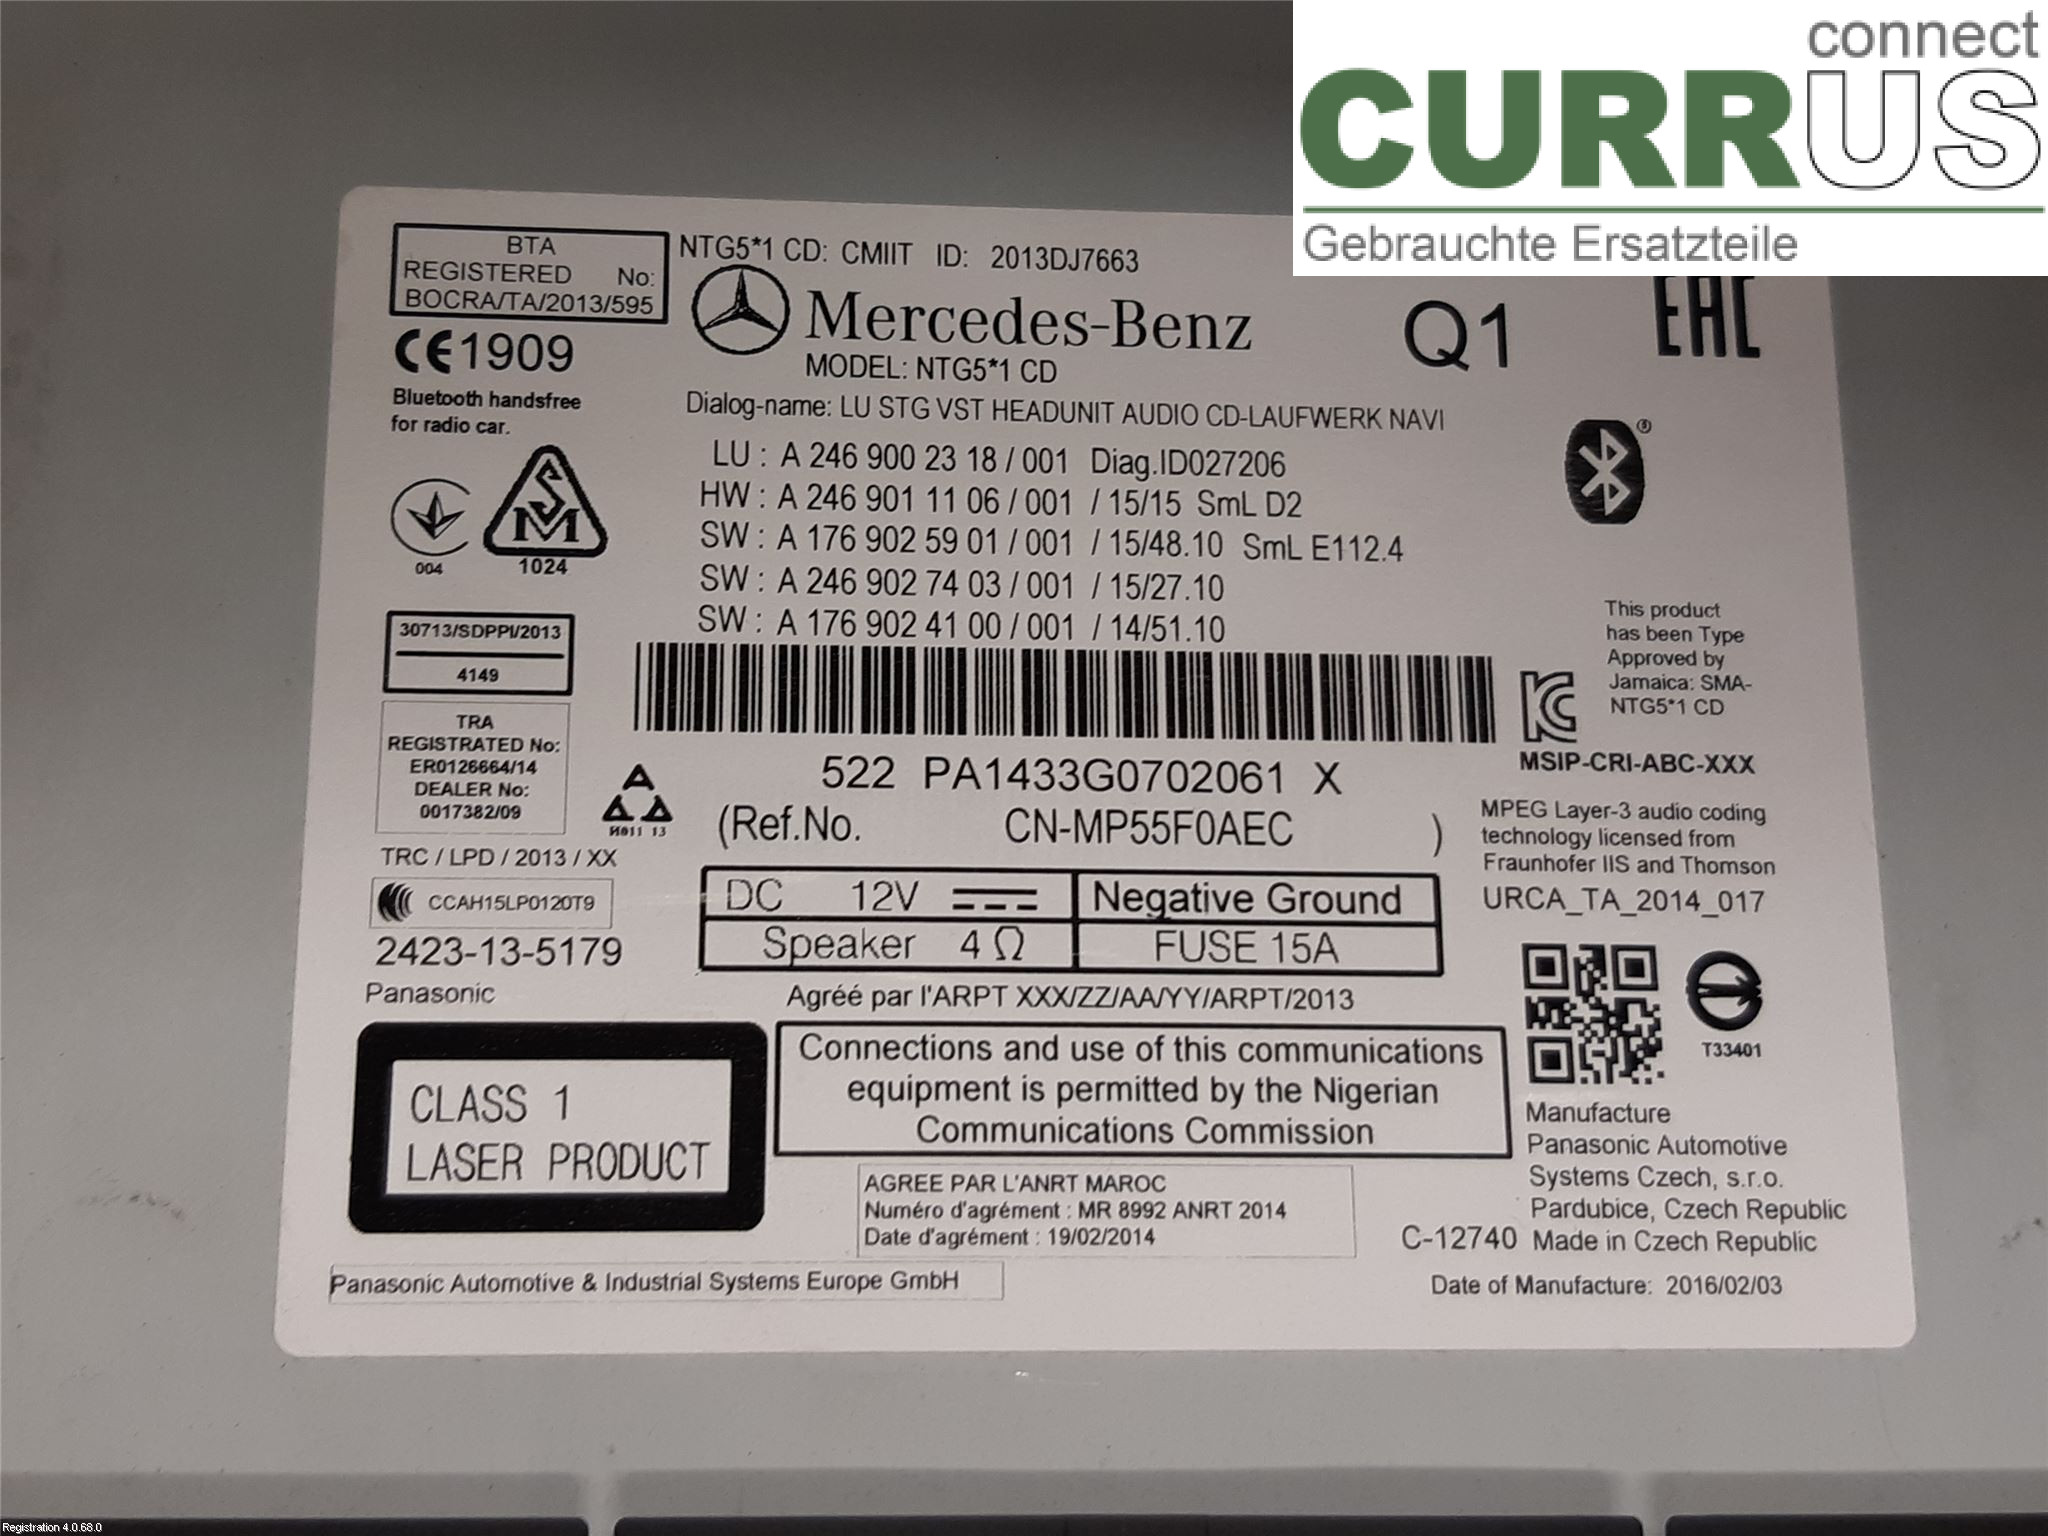 connect
CURRUS
Gebrauchte Ersatzteile
BTA
REGISTERED No:
BOCRA/TA/2013/595
NTG5*1 CD: CMIIT ID: 2013DJ7663
Mercedes-Benz
MODEL: NTG5*1 CD
Q1
EAC
CE1909
Bluetooth handsfree
for radio car.
Dialog-name: LU STG VST HEADUNIT AUDIO CD-LAUFWERK NAVI
LU : A 246 900 23 18 / 001 Diag.ID027206
HW : A 246 901 11 06 / 001 / 15/15 SmL D2
SW : A 176 902 59 01 / 001 / 15/48.10 SmL E112.4
SW : A 246 902 74 03 / 001 / 15/27.10
SW : A 176 902 41 00 / 001 / 14/51.10
®
004
SM
1024
30713/SDPPI/2013
4149
TRA
REGISTRATED No:
ER0126664/14
DEALER No:
0017382/09
И011 13
TRC / LPD / 2013 / XX
CCAH15LP0120T9
2423-13-5179
Panasonic
522 PA1433G0702061 X
(Ref.No. CN-MP55F0AEC )
DC 12V
Negative Ground
Speaker 4 Ω
FUSE 15A
Agréé par l'ARPT XXX/ZZ/AA/YY/ARPT/2013
This product
has been Type
Approved by
Jamaica: SMA-
NTG5*1 CD
MSIP-CRI-ABC-XXX
MPEG Layer-3 audio coding
technology licensed from
Fraunhofer IIS and Thomson
URCA_TA_2014_017
T33401
CLASS 1
LASER PRODUCT
Connections and use of this communications
equipment is permitted by the Nigerian
Communications Commission
AGREE PAR L'ANRT MAROC
Numéro d'agrément : MR 8992 ANRT 2014
Date d'agrément : 19/02/2014
Manufacture
Panasonic Automotive
Systems Czech, s.r.o.
Pardubice, Czech Republic
C-12740 Made in Czech Republic
Panasonic Automotive & Industrial Systems Europe GmbH
Date of Manufacture: 2016/02/03
Registration 4.0.68.0